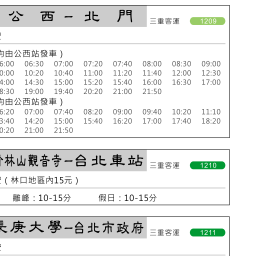 公 西 - 北 門 三重客運 1209
向由公西站發車 )
6:00 06:30 07:00 07:20 07:40 08:00 08:30 09:00
0:00 10:20 10:40 11:00 11:20 11:40 12:00 12:30
4:00 14:30 15:00 15:20 15:40 16:00 16:30 17:00
8:30 19:00 19:40 20:20 21:00 21:50
向由公西站發車 )
6:20 07:00 07:40 08:20 09:00 09:40 10:20 11:10
3:40 14:20 15:00 15:40 16:20 17:00 17:40 18:20
0:20 21:00 21:50
竹林山觀音寺-台北車站 三重客運 1210
( 林口地區內15元 )
離峰 : 10-15分 假日 : 10-15分
長庚大學-台北市政府 三重客運 1211